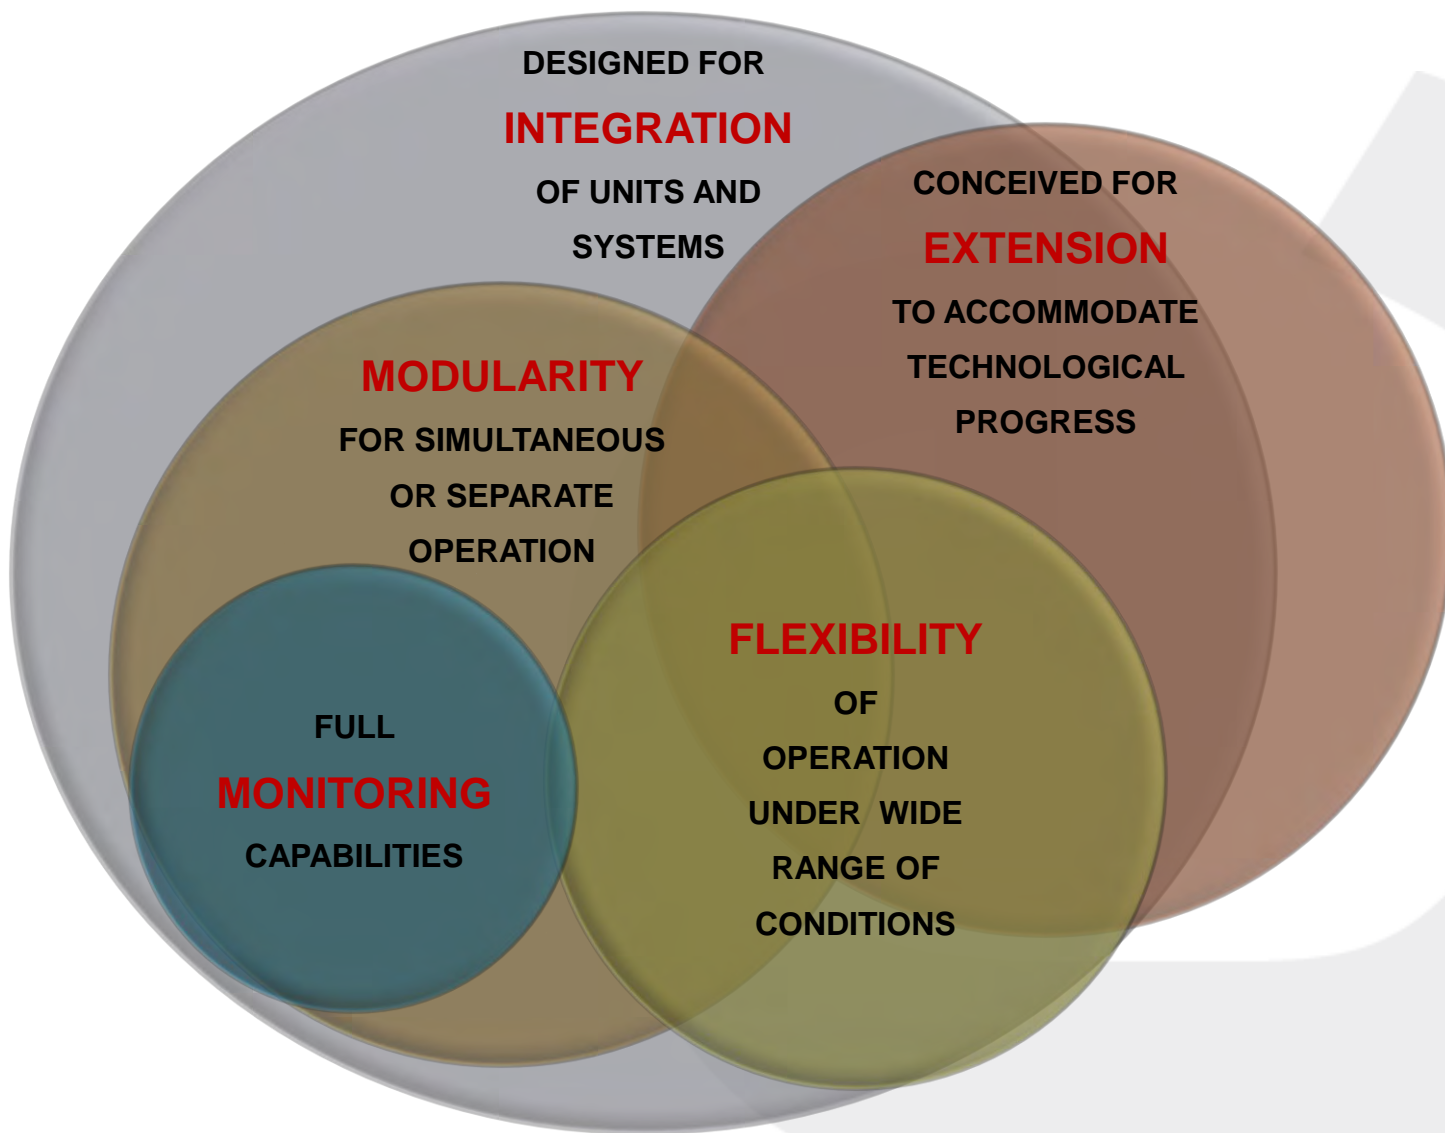 DESIGNED FOR
INTEGRATION
OF UNITS AND
SYSTEMS
CONCEIVED FOR
EXTENSION
TO ACCOMMODATE
TECHNOLOGICAL
PROGRESS
MODULARITY
FOR SIMULTANEOUS
OR SEPARATE
OPERATION
FLEXIBILITY
OF
OPERATION
UNDER WIDE
RANGE OF
CONDITIONS
FULL
MONITORING
CAPABILITIES